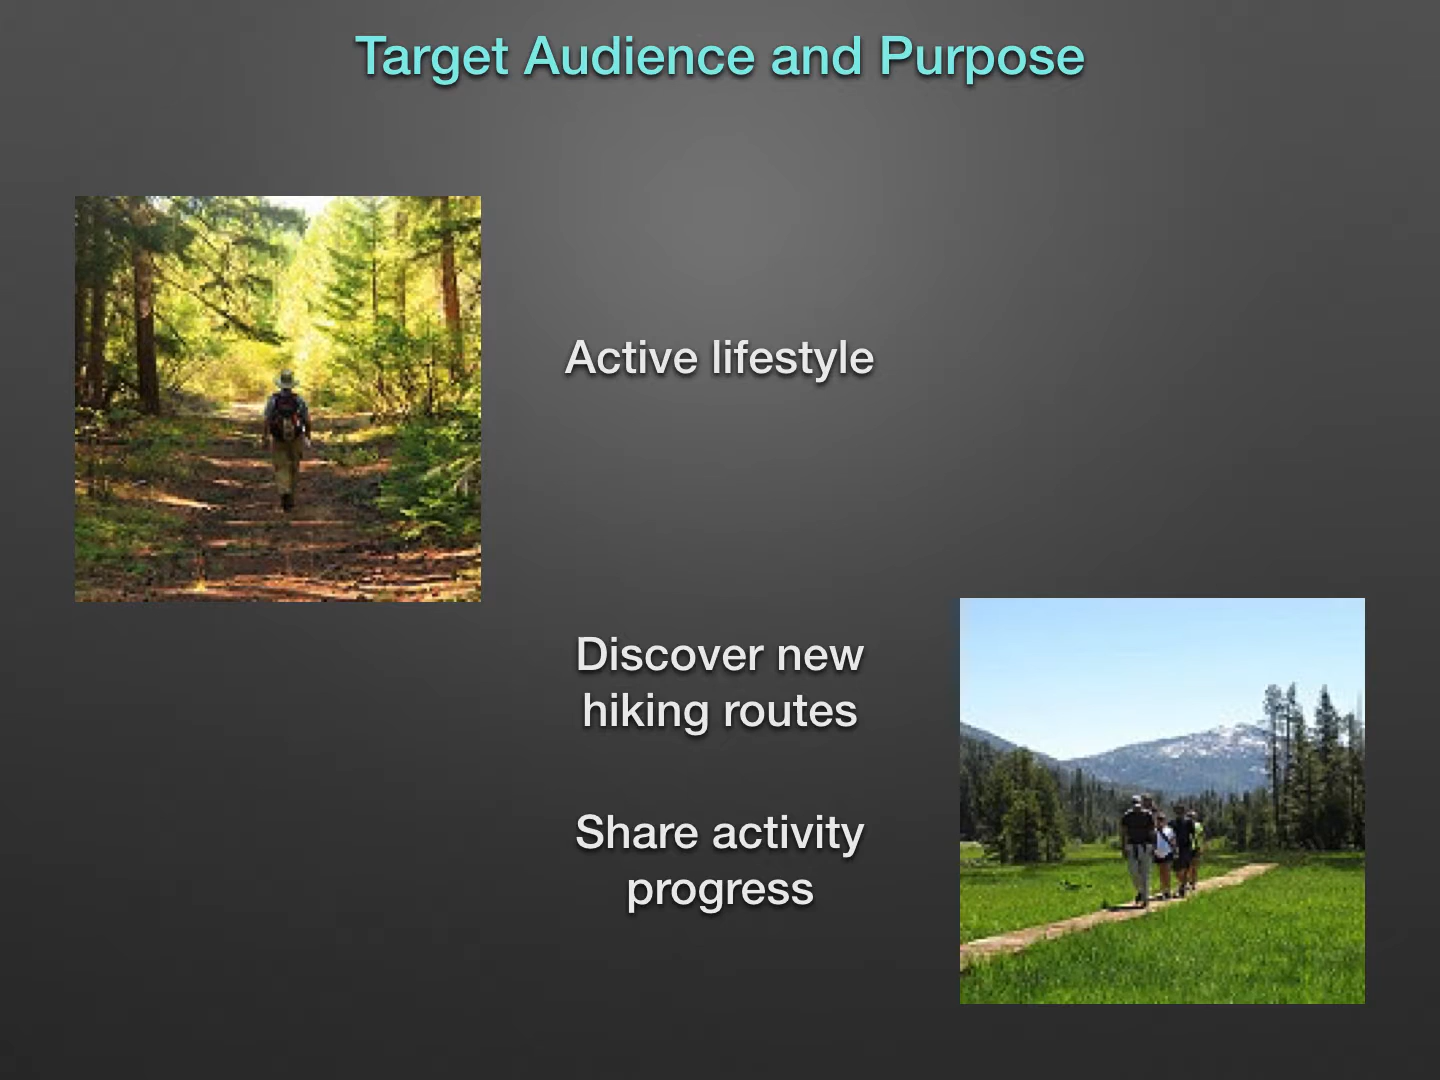 Target Audience and Purpose
Active lifestyle
Discover new
hiking routes
Share activity
progress